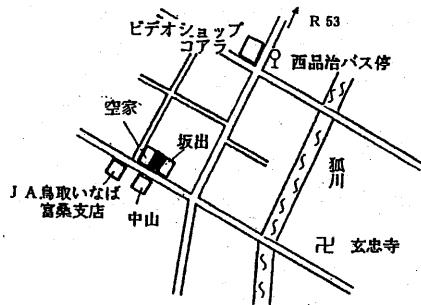 R 53
ビデオショップ
コアラ
西品治バス停
空家
坂出
狐川
JA鳥取いなば
富桑支店
中山
卍 玄忠寺